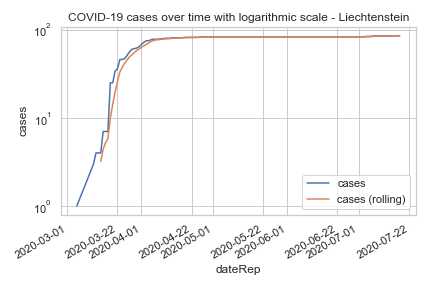 COVID-19 cases over time with logarithmic scale - Liechtenstein
10²
10¹
10⁰
cases
cases
cases (rolling)
2020-03-01
2020-03-22
2020-04-01
2020-04-22
2020-05-01
2020-05-22
2020-06-01
2020-06-22
2020-07-01
2020-07-22
dateRep